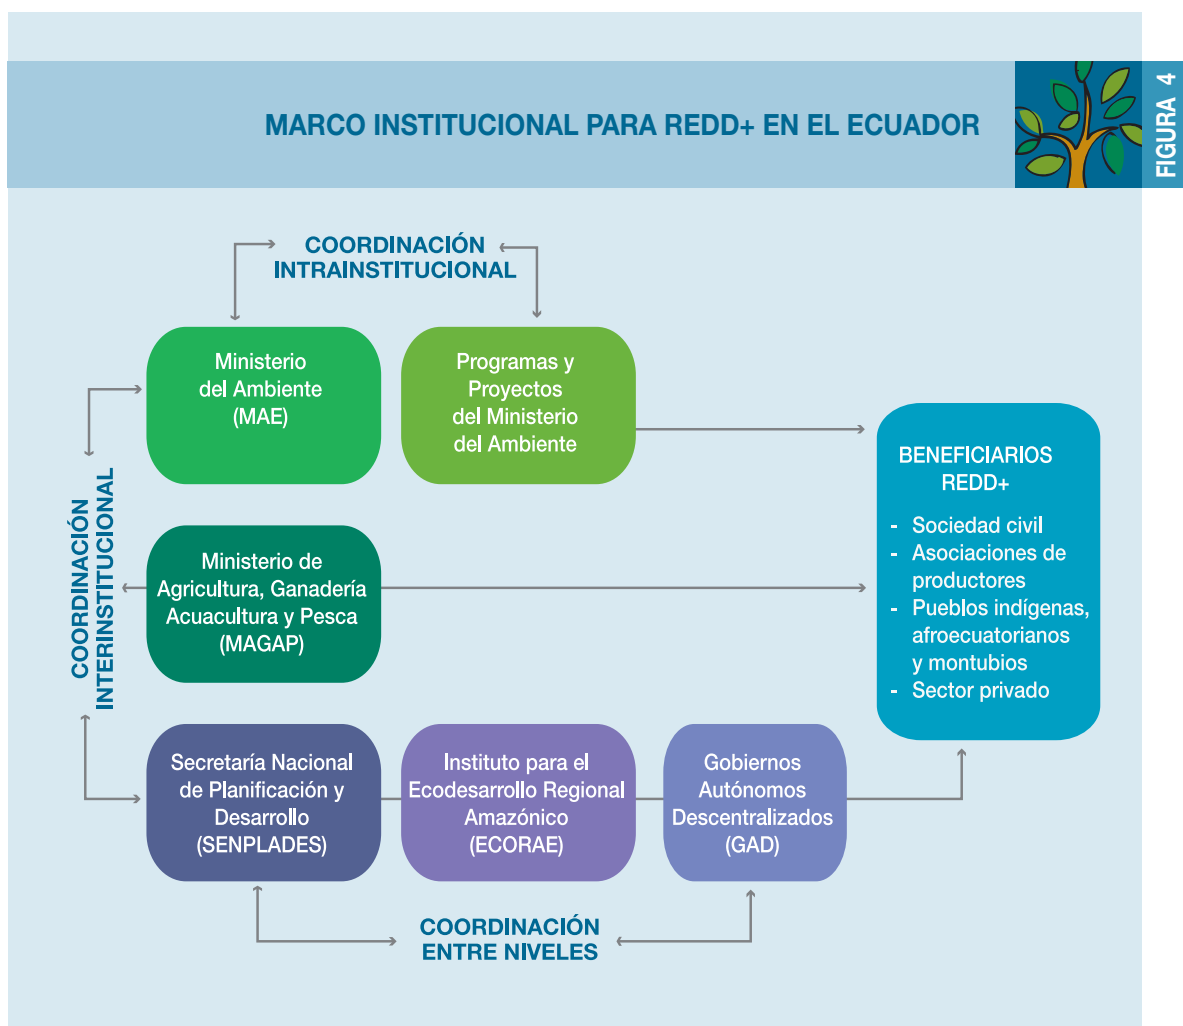 MARCO INSTITUCIONAL PARA REDD+ EN EL ECUADOR
FIGURA 4
COORDINACIÓN
INTRAINSTITUCIONAL
Ministerio
del Ambiente
(MAE)
Programas y
Proyectos
del Ministerio
del Ambiente
COORDINACIÓN
INTERINSTITUCIONAL
Ministerio de
Agricultura, Ganadería
Acuacultura y Pesca
(MAGAP)
BENEFICIARIOS
REDD+
- Sociedad civil
- Asociaciones de
productores
- Pueblos indígenas,
afroecuatorianos
y montubios
- Sector privado
Secretaría Nacional
de Planificación y
Desarrollo
(SENPLADES)
Instituto para el
Ecodesarrollo Regional
Amazónico
(ECORAE)
Gobiernos
Autónomos
Descentralizados
(GAD)
COORDINACIÓN
ENTRE NIVELES